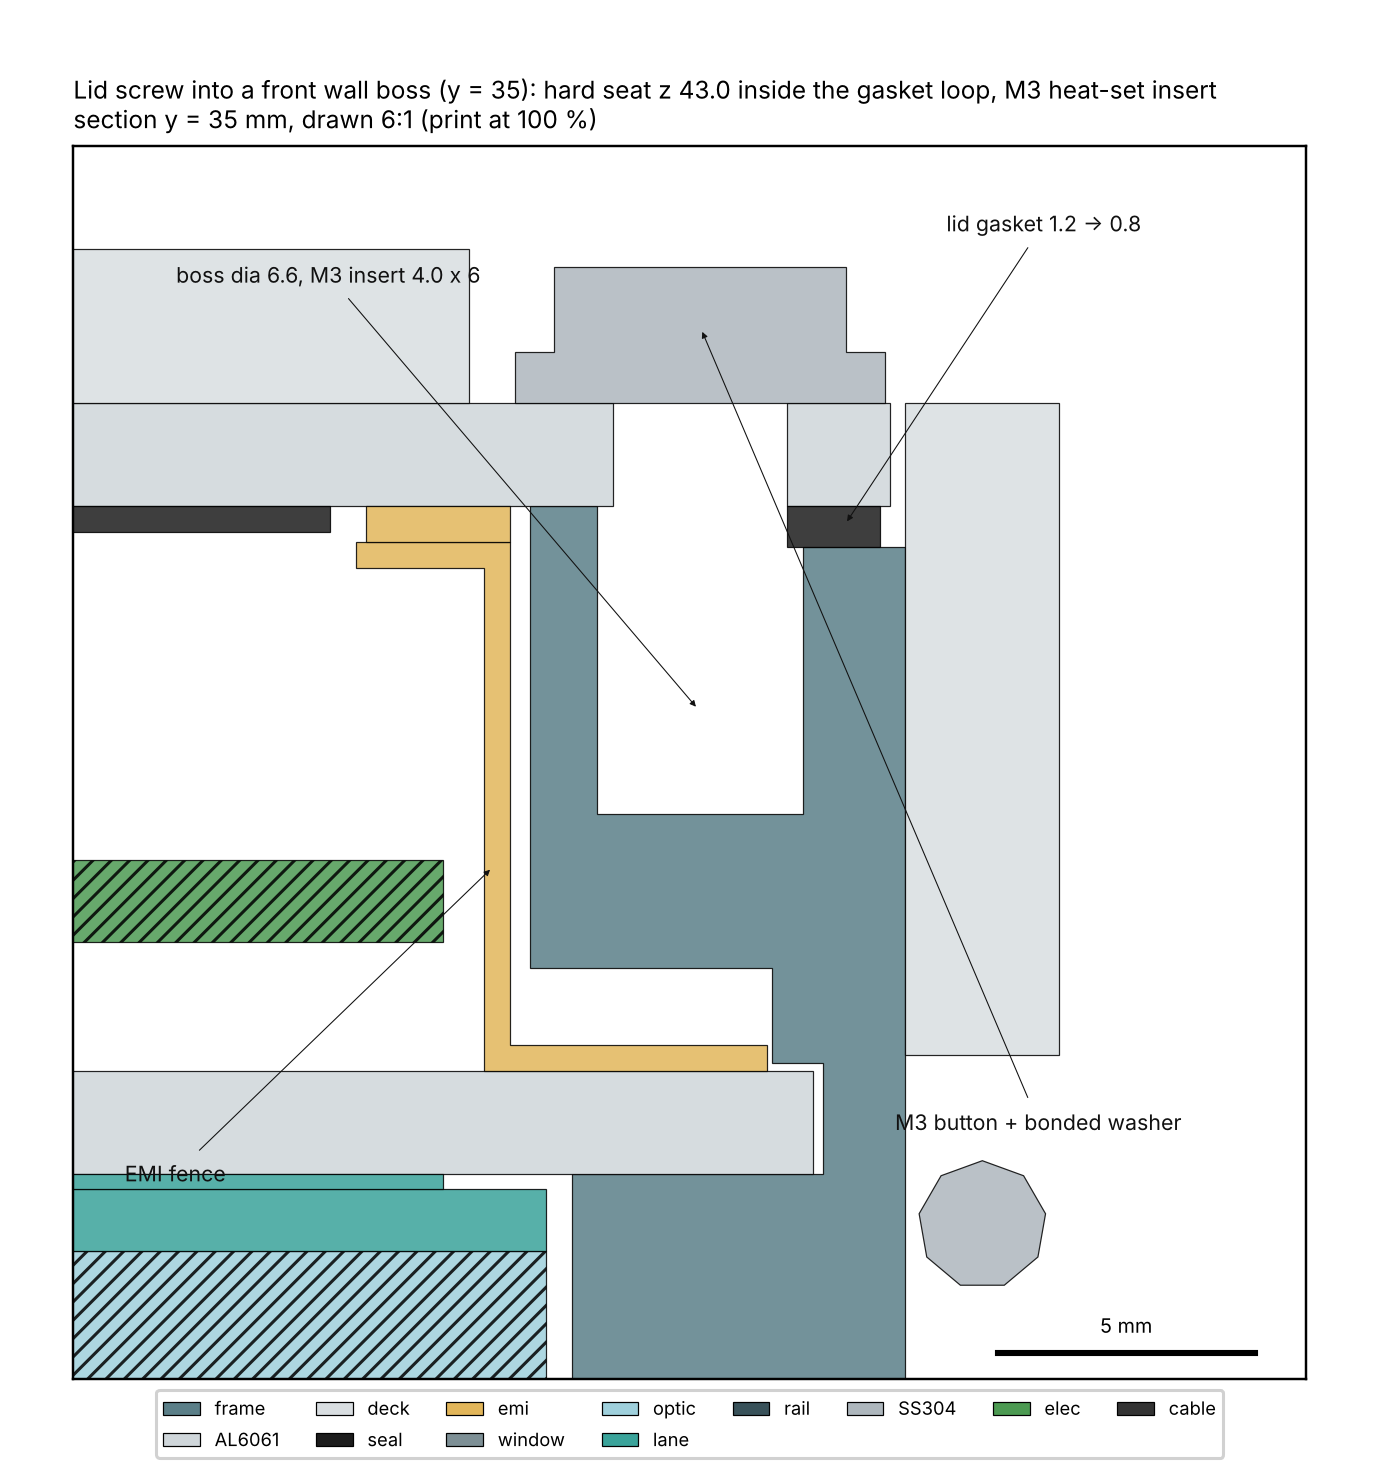 Lid screw into a front wall boss (y = 35): hard seat z 43.0 inside the gasket loop, M3 heat-set insert
section y = 35 mm, drawn 6:1 (print at 100 %)
lid gasket 1.2 → 0.8
boss dia 6.6, M3 insert 4.0 x 6
M3 button + bonded washer
EMI fence
5 mm
frame deck emi optic rail SS304 elec cable
AL6061 seal window lane